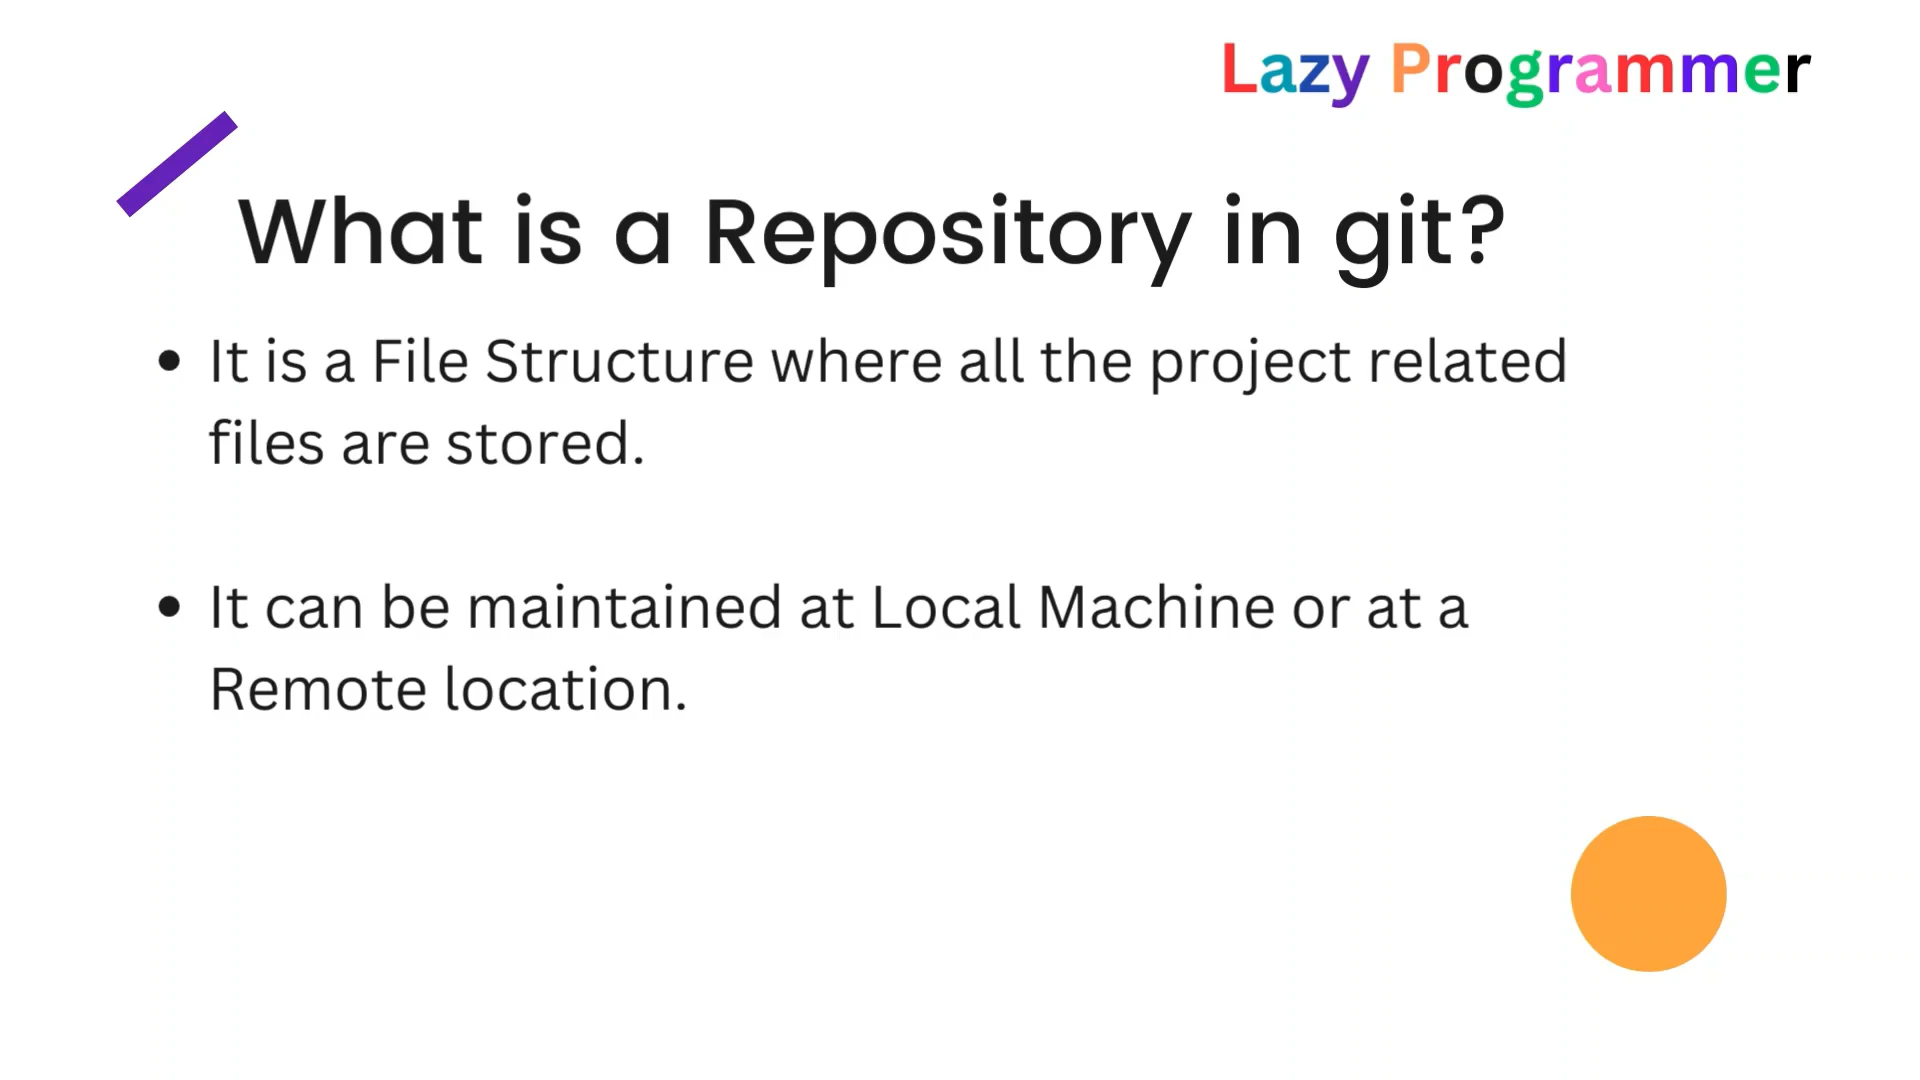 Lazy Programmer
What is a Repository in git?
• It is a File Structure where all the project related
files are stored.
• It can be maintained at Local Machine or at a
Remote location.